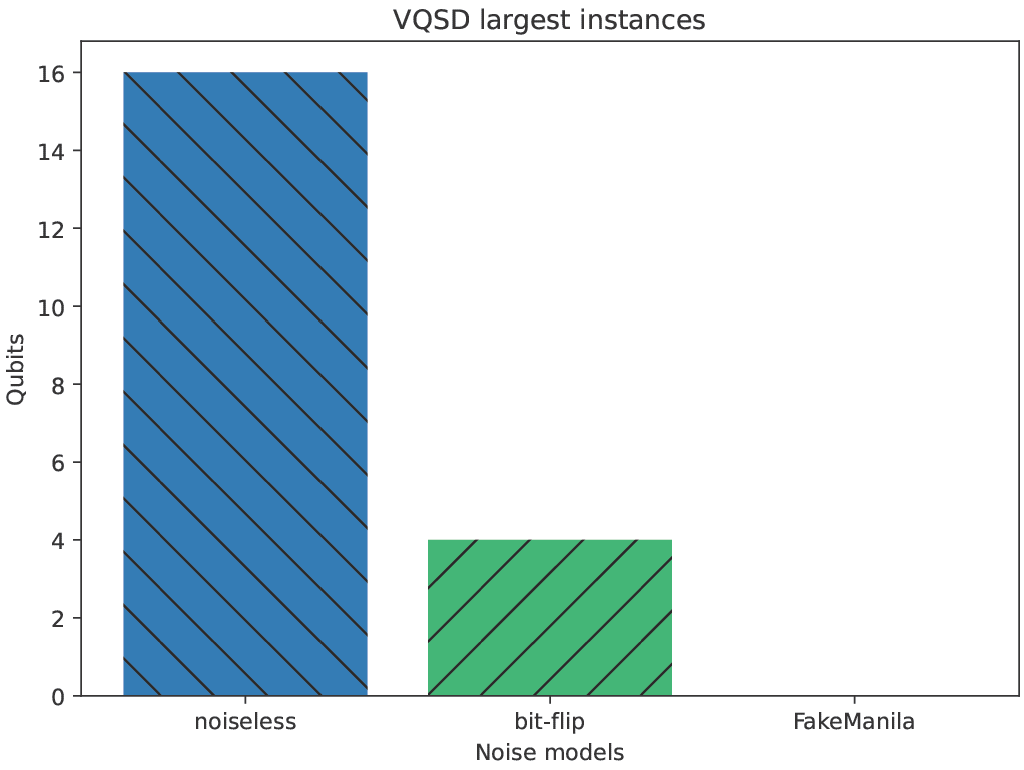 VQSD largest instances
16
14
12
10
8
6
4
2
0
Qubits
noiseless bit-flip FakeManila
Noise models